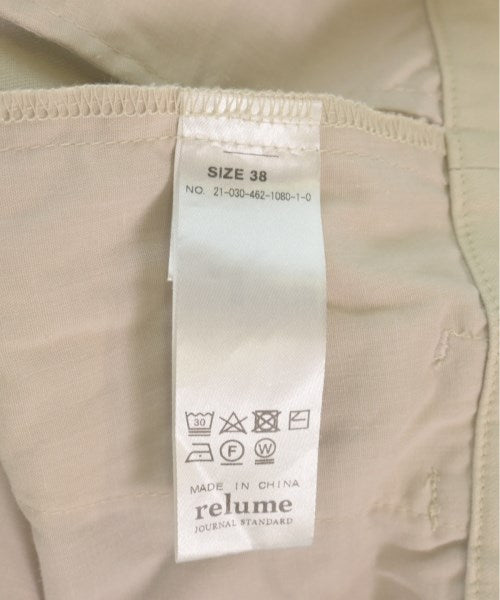 SIZE 38
NO. 21-030-462-1080-1-0
30
F W
MADE IN CHINA
relume
JOURNAL STANDARD